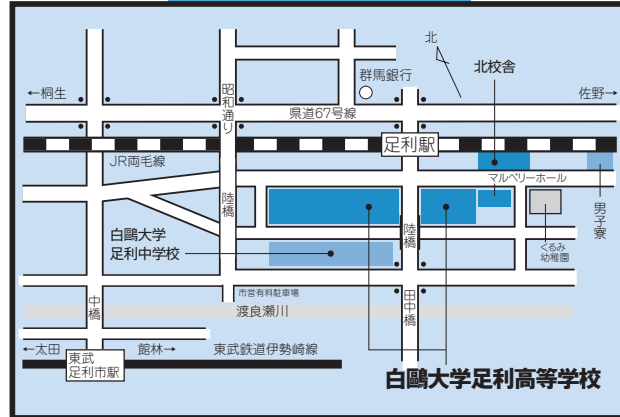 北
群馬銀行
北校舎
←桐生
昭和通り
佐野→
県道67号線
足利駅
JR両毛線
マルベリーホール
陸橋
陸橋
男子寮
白鷗大学
足利中学校
くるみ
幼稚園
市営有料駐車場
中橋
渡良瀬川
田中橋
←太田
館林→
東武鉄道伊勢崎線
東武
足利市駅
白鷗大学足利高等学校